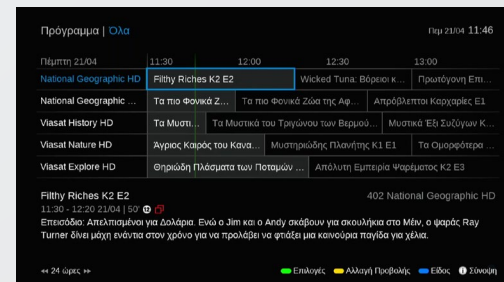 Πρόγραμμα | Όλα
Πεμ 21/04 11:46
Πέμπτη 21/04 11:30 12:00 12:30 13:00
National Geographic HD Filthy Riches K2 E2 Wicked Tuna: Βόρειοι κ... Πρωτόγονη Επι...
National Geographic ... Τα πιο Φονικά Ζ... Τα πιο Φονικά Ζώα της Αφ... Απρόβλεπτοι Καρχαρίες E1
Viasat History HD Τα Μυστι... Τα Μυστικά του Τριγώνου των Βερμού... Μυστικά Έξι Συζύγων Κ...
Viasat Nature HD Άγριος Καιρός του Κανα... Μυστηριώδης Πλανήτης K1 E1 Τα Ομορφότερα ...
Viasat Explore HD Θηριώδη Πλάσματα των Ποταμών ... Απόλυτη Εμπειρία Ψαρέματος K2 E3
Filthy Riches K2 E2 402 National Geographic HD
11:30 - 12:20 21/04 | 50'
Επεισόδιο: Απελπισμένοι για Δολάρια. Ενώ ο Jim και ο Andy σκάβουν για σκουλήκια στο Μέιν, ο ψαράς Ray
Turner δίνει μάχη ενάντια στον χρόνο για να προλάβει να φτιάξει μια καινούρια παγίδα για χέλια.
24 ώρες Επιλογές Αλλαγή Προβολής Είδος Σύνοψη